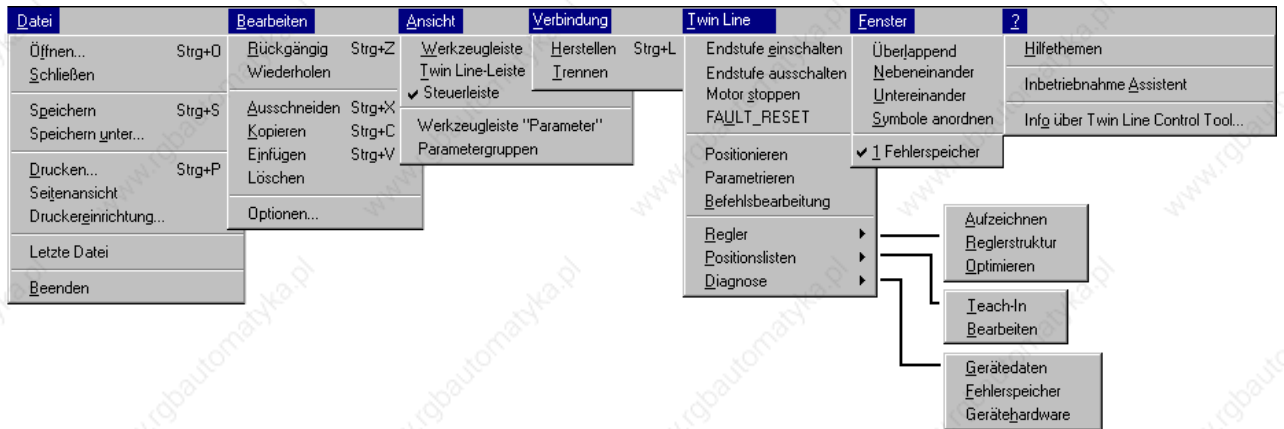 Datei
Öffnen... Strg+O
Schließen
Speichern Strg+S
Speichern unter...
Drucken... Strg+P
Seitenansicht
Druckereinrichtung...
Letzte Datei
Beenden
Bearbeiten
Rückgängig Strg+Z
Wiederholen
Ausschneiden Strg+X
Kopieren Strg+C
Einfügen Strg+V
Löschen
Optionen...
Ansicht
Werkzeugleiste
Twin Line-Leiste
✔ Steuerleiste
Werkzeugleiste "Parameter"
Parametergruppen
Verbindung
Herstellen Strg+L
Trennen
Twin Line
Endstufe einschalten
Endstufe ausschalten
Motor stoppen
FAULT_RESET
Positionieren
Parametrieren
Befehlsbearbeitung
Regler
Positionslisten
Diagnose
Aufzeichnen
Reglerstruktur
Optimieren
Teach-In
Bearbeiten
Gerätedaten
Fehlerspeicher
Gerätehardware
Fenster
Überlappend
Nebeneinander
Untereinander
Symbole anordnen
✔ 1 Fehlerspeicher
?
Hilfethemen
Inbetriebnahme Assistent
Info über Twin Line Control Tool...
www.rgbautomatyka.pl